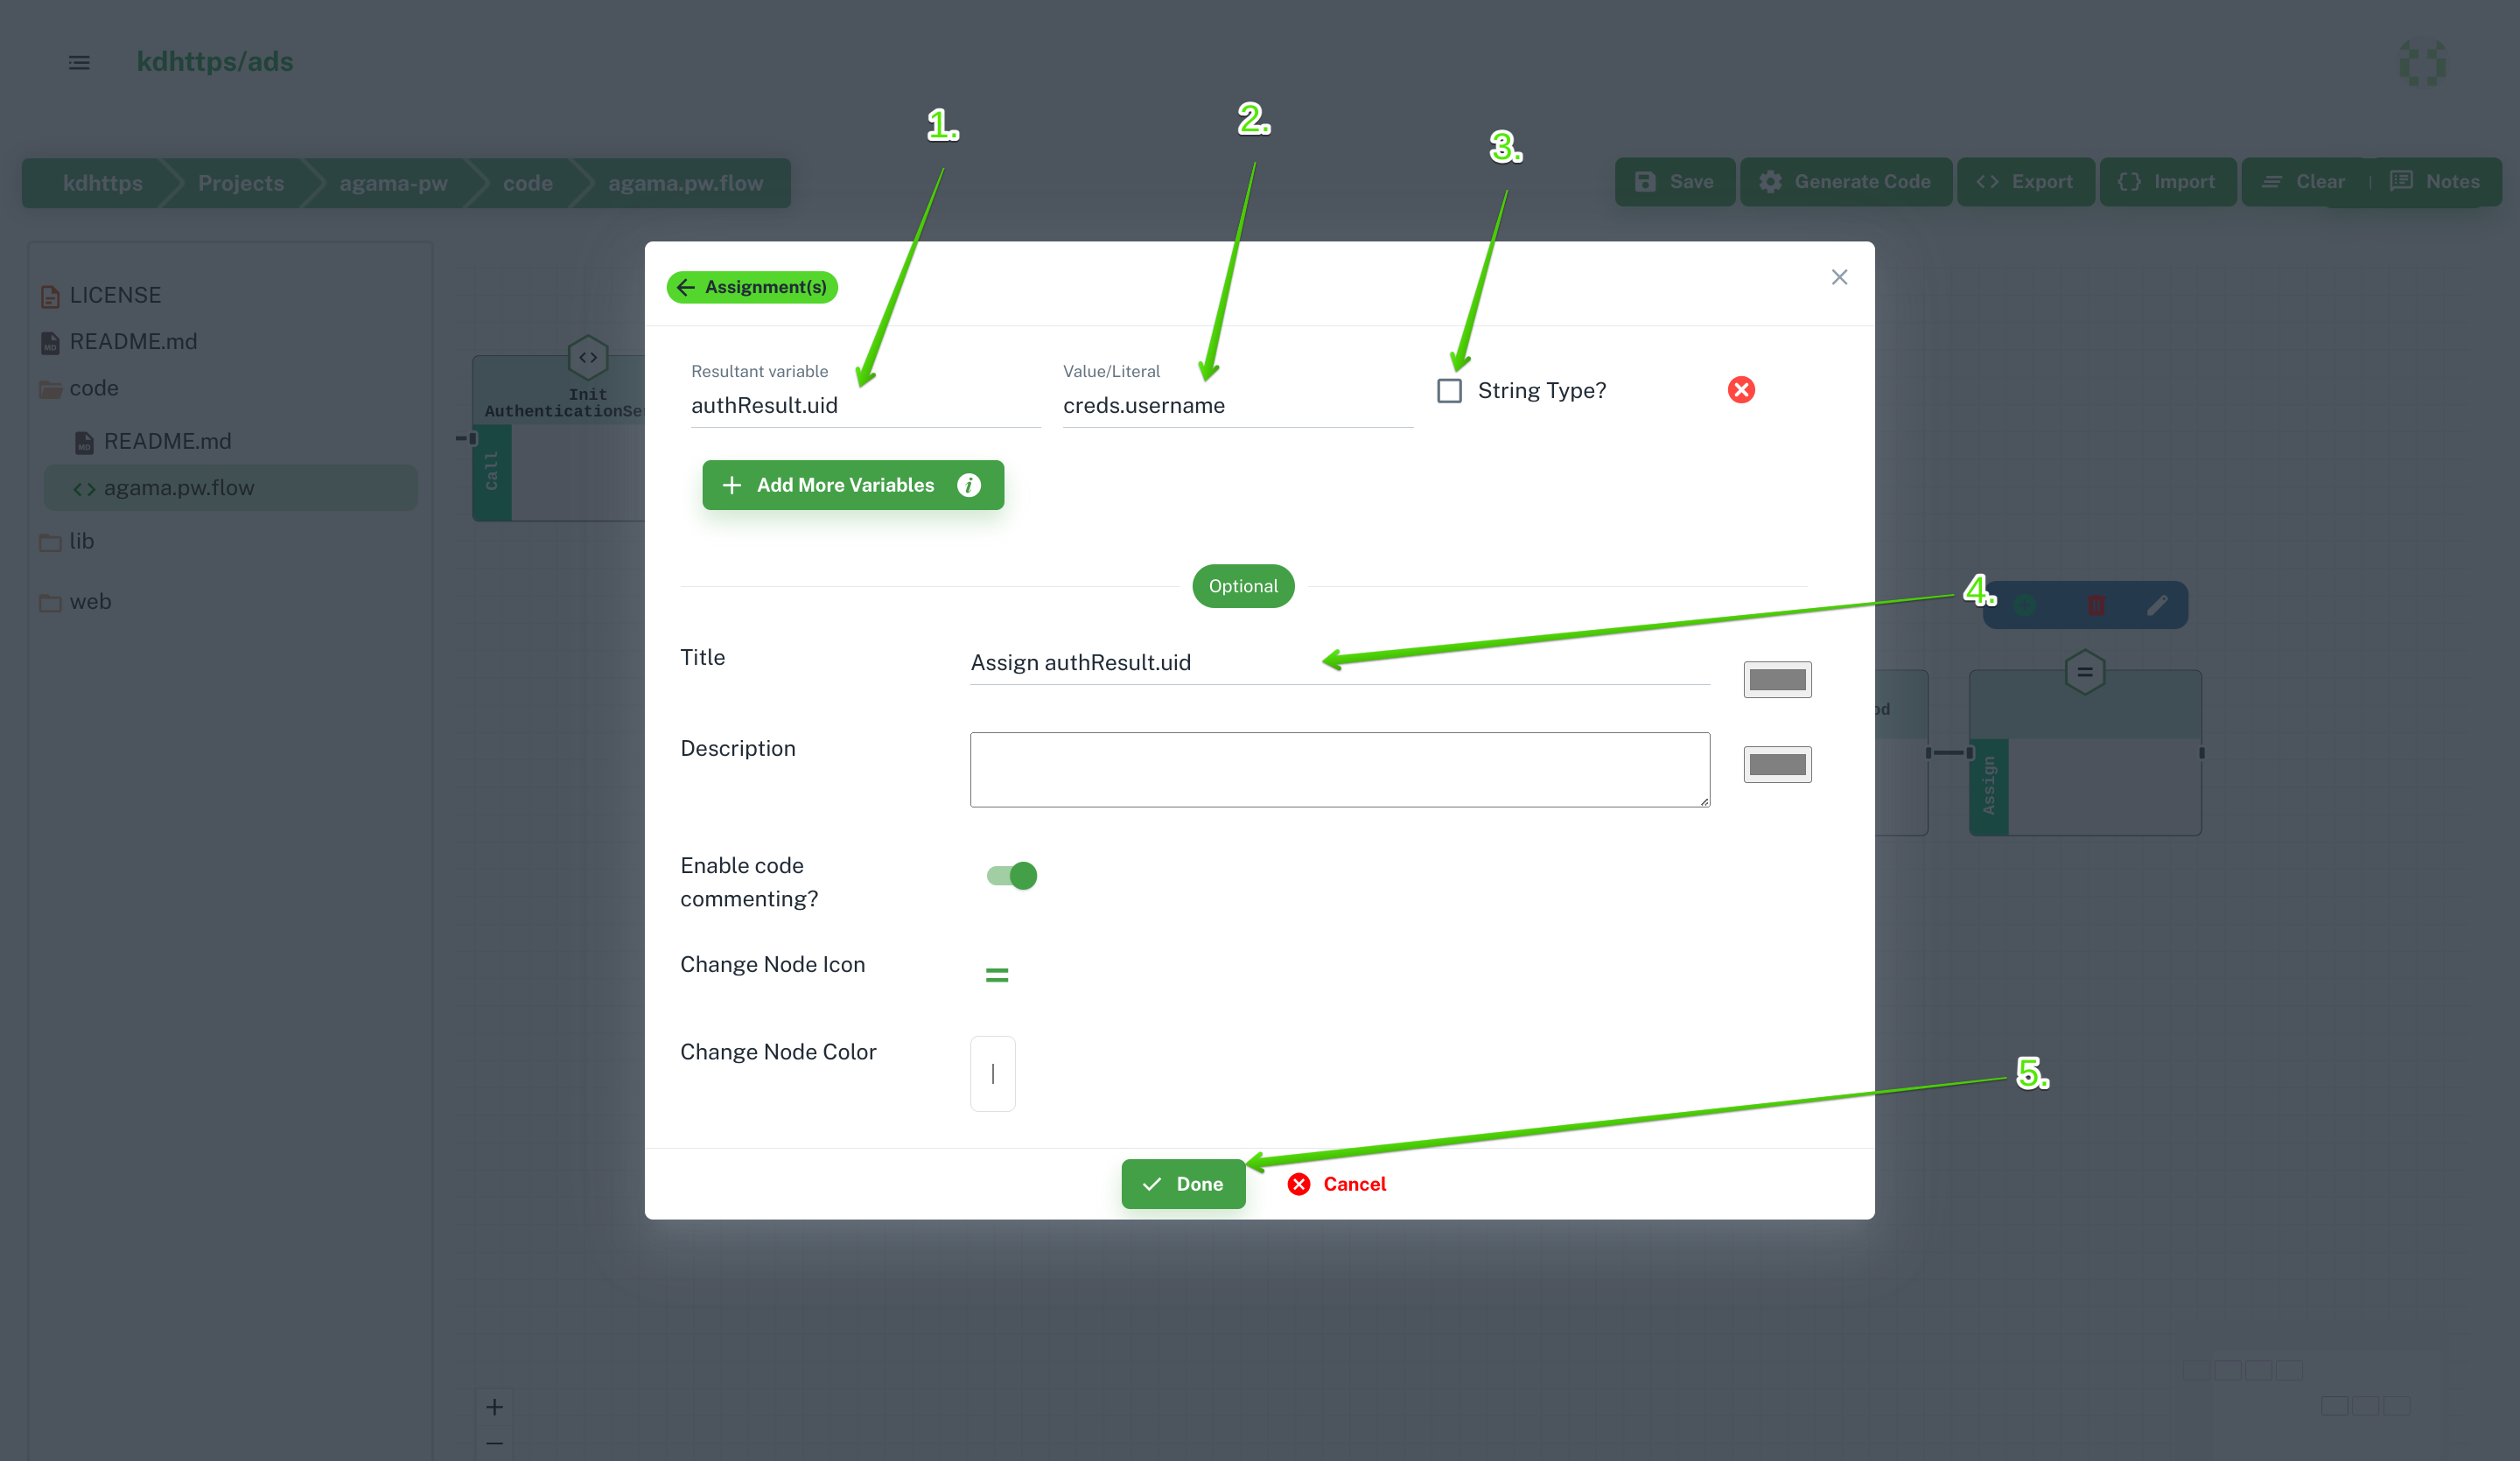 kdhttps/ads
1.
2.
3.
kdhttps
Projects
agama-pw
code
agama.pw.flow
Save
Generate Code
Export
Import
Clear
Notes
LICENSE
README.md
code
README.md
agama.pw.flow
lib
web
Init
AuthenticationSe
Call
Assignment(s)
Resultant variable
authResult.uid
Value/Literal
creds.username
String Type?
Add More Variables
Optional
4.
Title
Assign authResult.uid
od
Assign
Description
Enable code
commenting?
Change Node Icon
=
Change Node Color
5.
Done
Cancel